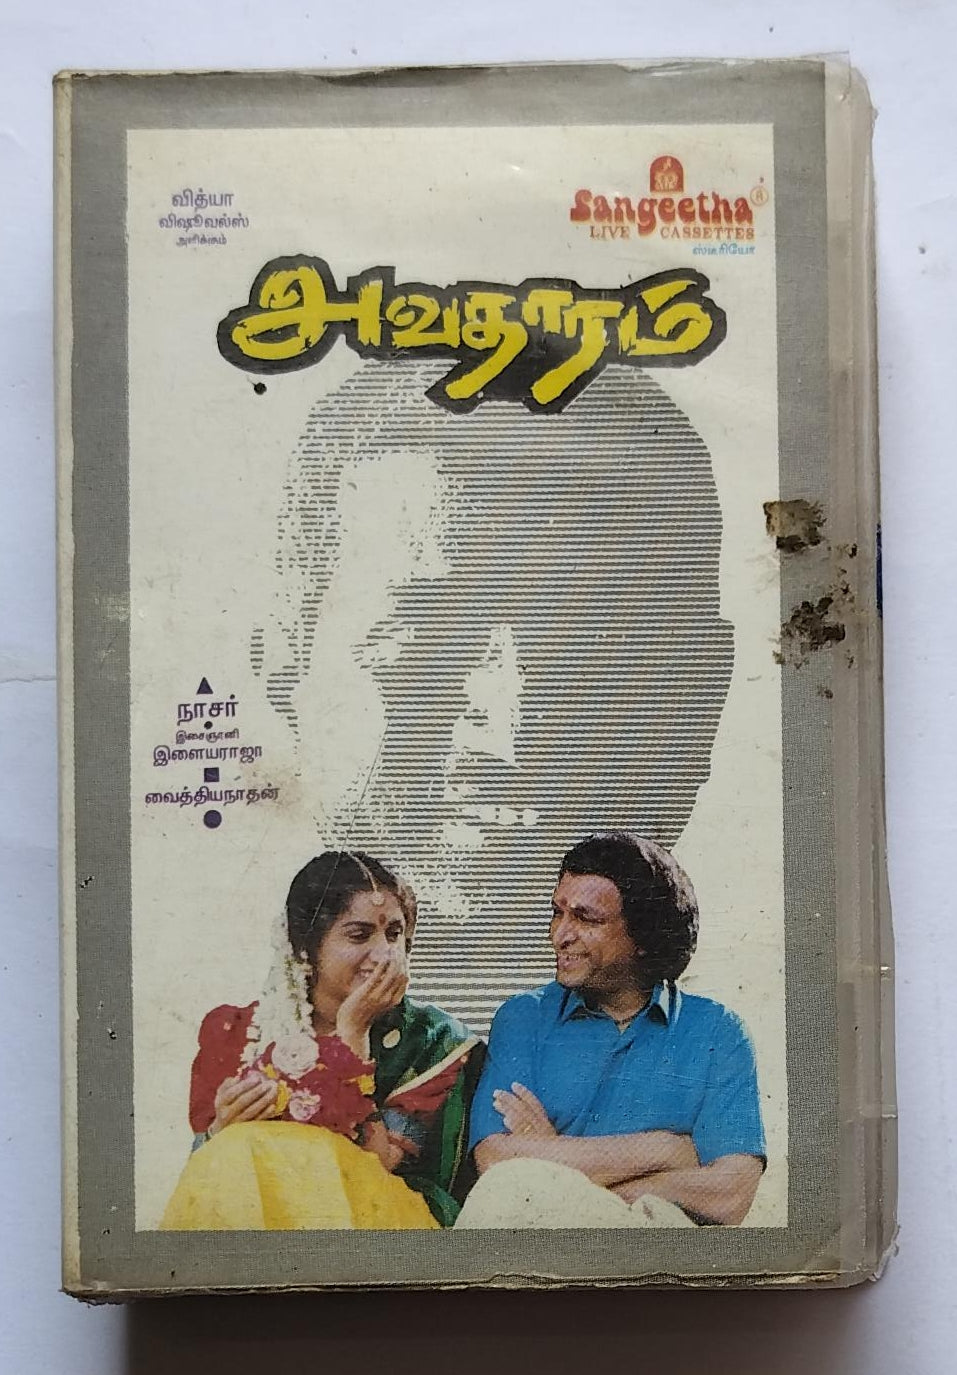 வித்யா
விஷூவல்ஸ்
அளிக்கும்
Sangeetha ®
LIVE CASSETTES
ஸ்டீரியோ
அவதாரம்
நாசர்
இசைஞானி
இளையராஜா
வைத்தியநாதன்